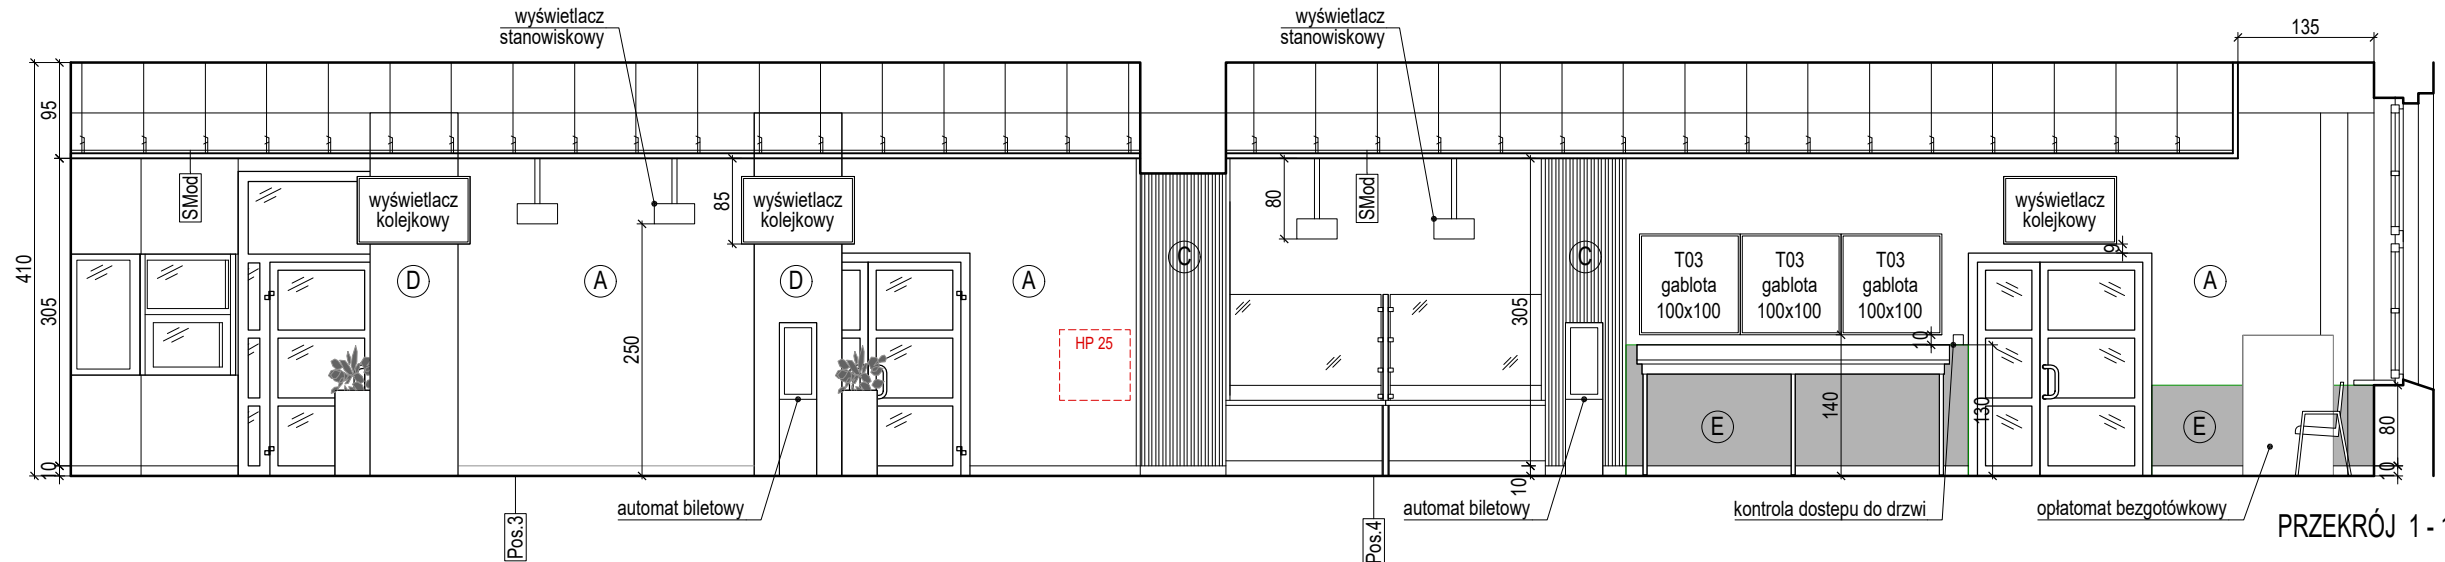 wyświetlacz
stanowiskowy
wyświetlacz
stanowiskowy
135
410
95
305
10
SMod
wyświetlacz
kolejkowy
85
wyświetlacz
kolejkowy
80
SMod
wyświetlacz
kolejkowy
9
D
A
250
D
A
HP 25
C
C
305
10
T03
gablota
100x100
T03
gablota
100x100
T03
gablota
100x100
10
A
E
140
130
E
80
10
automat biletowy
automat biletowy
kontrola dostepu do drzwi
opłatomat bezgotówkowy
Pos.3
Pos.4
PRZEKRÓJ 1 -